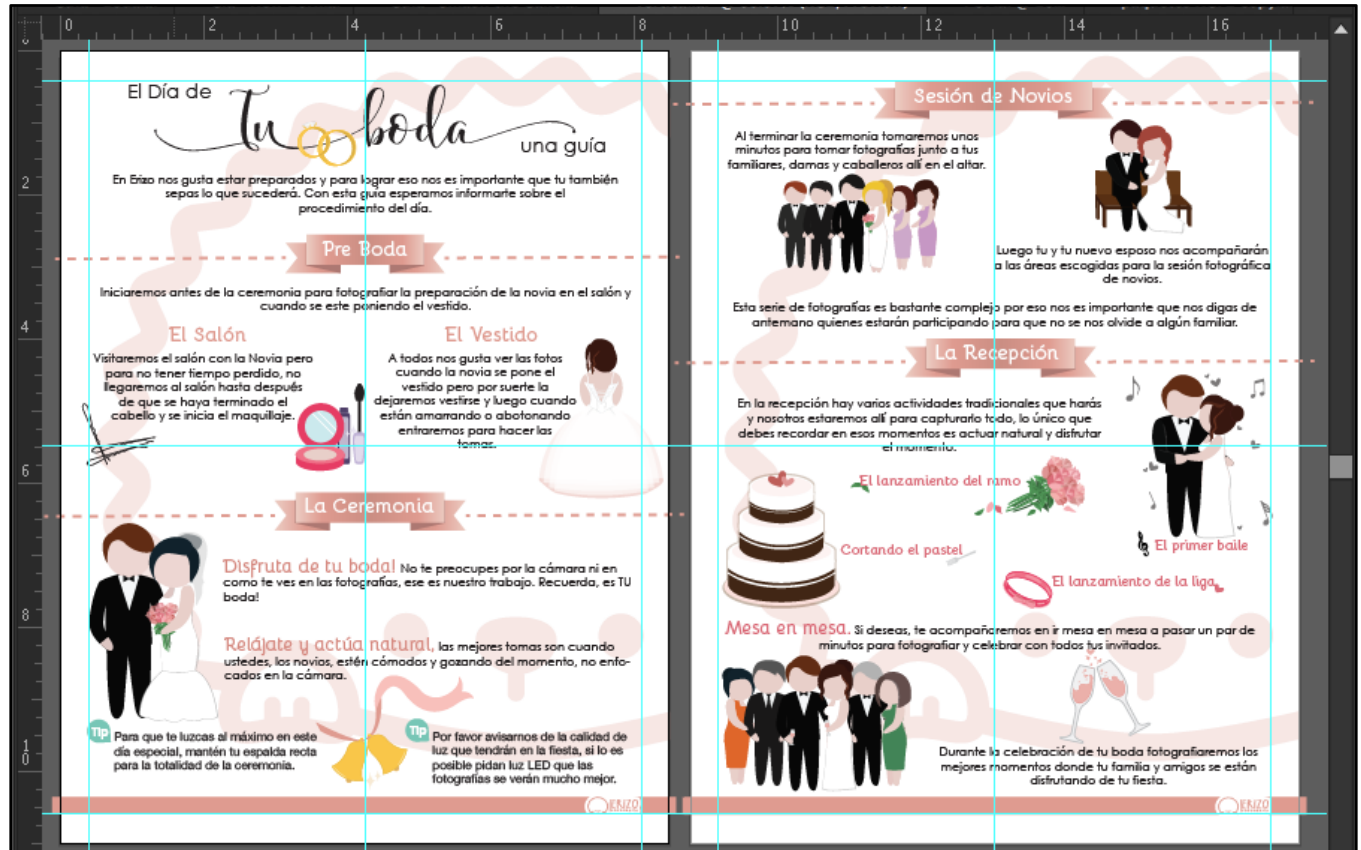 0 2 4 6 8 10 12 14 16
El Día de
Tu boda
una guía
En Erizo nos gusta estar preparados y para lograr eso nos es importante que tu también
sepas lo que sucederá. Con esta guía esperamos informarte sobre el
procedimiento del día.
2
Pre Boda
Iniciaremos antes de la ceremonia para fotografiar la preparación de la novia en el salón y
cuando se este poniendo el vestido.
4
El Salón
Visitaremos el salón con la Novia pero
para no tener tiempo perdido, no
llegaremos al salón hasta después
de que se haya terminado el
cabello y se inicia el maquillaje.
El Vestido
A todos nos gusta ver las fotos
cuando la novia se pone el
vestido pero por suerte la
dejaremos vestirse y luego cuando
están amarrando o abotonando
entraremos para hacer las
tomas.
6
La Ceremonia
Disfruta de tu boda! No te preocupes por la cámara ni en
como te ves en las fotografías, ese es nuestro trabajo. Recuerda, es TU
boda!
8
Relájate y actúa natural, las mejores tomas son cuando
ustedes, los novios, estén cómodos y gozando del momento, no enfo-
cados en la cámara.
Tip
Para que te luzcas al máximo en este
día especial, mantén tu espalda recta
para la totalidad de la ceremonia.
Tip
Por favor avisarnos de la calidad de
luz que tendrán en la fiesta, si lo es
posible pidan luz LED que las
fotografías se verán mucho mejor.
10
ERIZO
Sesión de Novios
Al terminar la ceremonia tomaremos unos
minutos para tomar fotografías junto a tus
familiares, damas y caballeros allí en el altar.
Luego tu y tu nuevo esposo nos acompañarán
a las áreas escogidas para la sesión fotográfica
de novios.
Esta serie de fotografías es bastante complejo por eso nos es importante que nos digas de
antemano quienes estarán participando para que no se nos olvide a algún familiar.
La Recepción
En la recepción hay varios actividades tradicionales que harás
y nosotro estaremos allí para capturarlo todo, lo único que
debes recordar en esos momentos es actuar natural y disfrutar
el momento.
El lanzamiento del ramo
Cortando el pastel
El primer baile
El lanzamiento de la liga
Mesa en mesa. Si deseas, te acompañaremos en ir mesa en mesa a pasar un par de
minutos para fotografiar y celebrar con todos tus invitados.
Durante la celebración de tu boda fotografiaremos los
mejores momentos donde tu familia y amigos se están
disfrutando de tu fiesta.
ERIZO